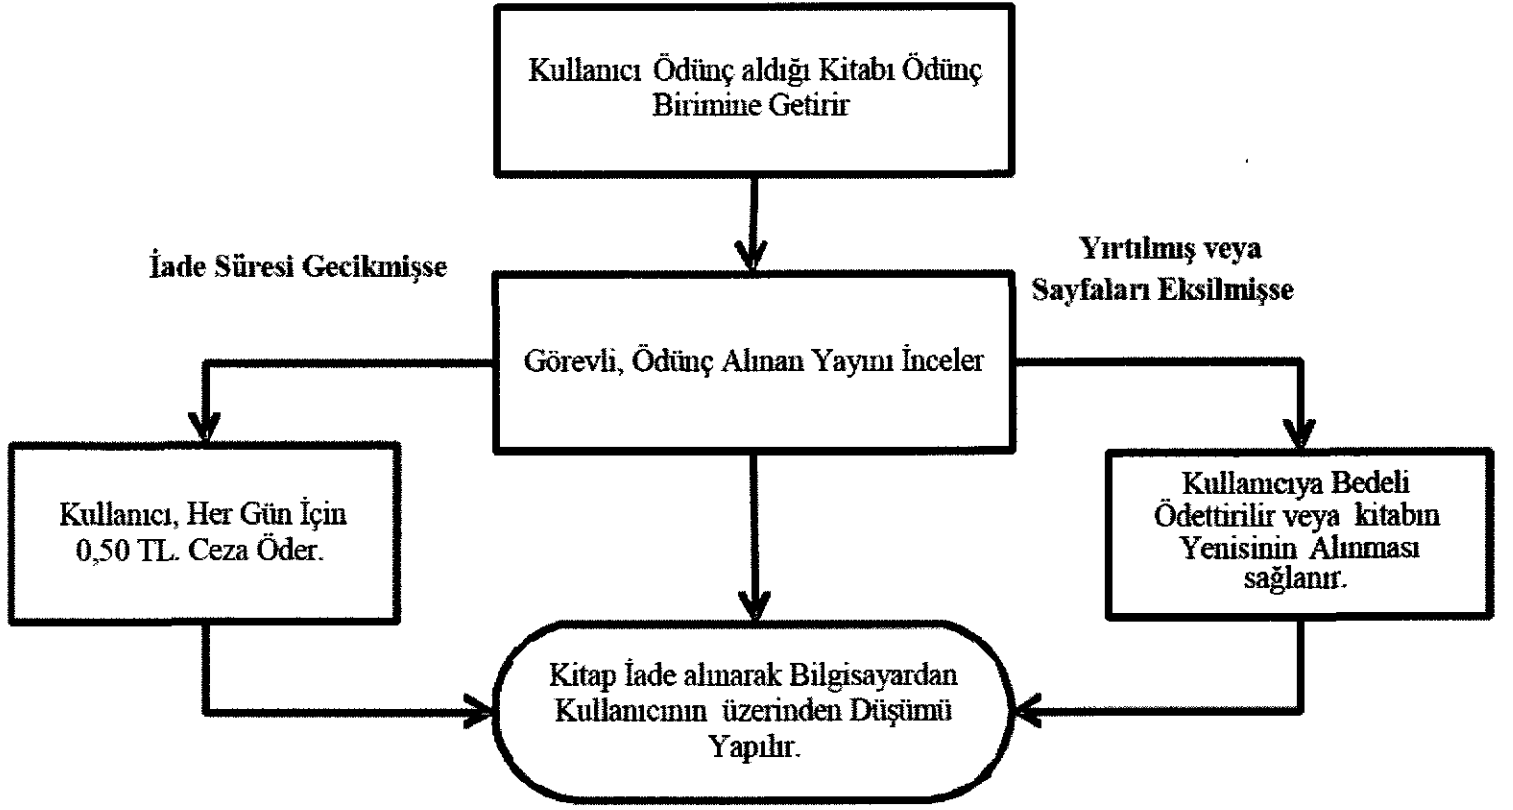 Kullanıcı Ödünç aldığı Kitabı Ödünç
Birimine Getirir
İade Süresi Gecikmişse
Yırtılmış veya
Sayfaları Eksilmişse
Görevli, Ödünç Alınan Yayını İnceler
Kullanıcı, Her Gün İçin
0,50 TL. Ceza Öder.
Kullanıcıya Bedeli
Ödettirilir veya kitabın
Yenisinin Alınması
sağlanır.
Kitap İade alınarak Bilgisayardan
Kullanıcının üzerinden Düşümü
Yapılır.